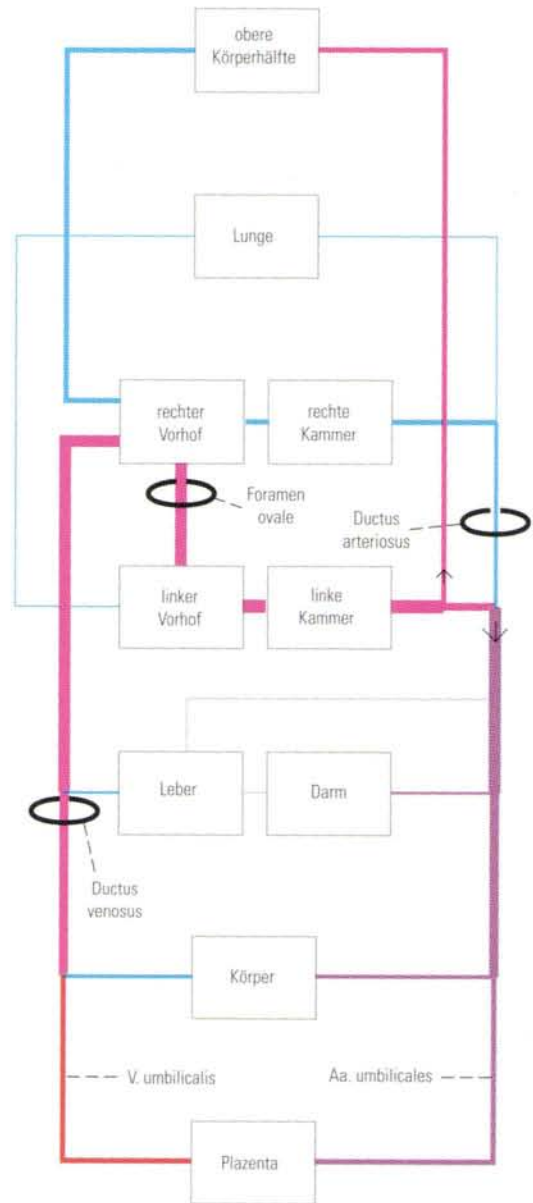 obere
Körperhälfte
Lunge
rechter
Vorhof
rechte
Kammer
Foramen
ovale
Ductus
arteriosus
linker
Vorhof
linke
Kammer
Leber
Darm
Ductus
venosus
Körper
V. umbilicalis
Aa. umbilicales
Plazenta